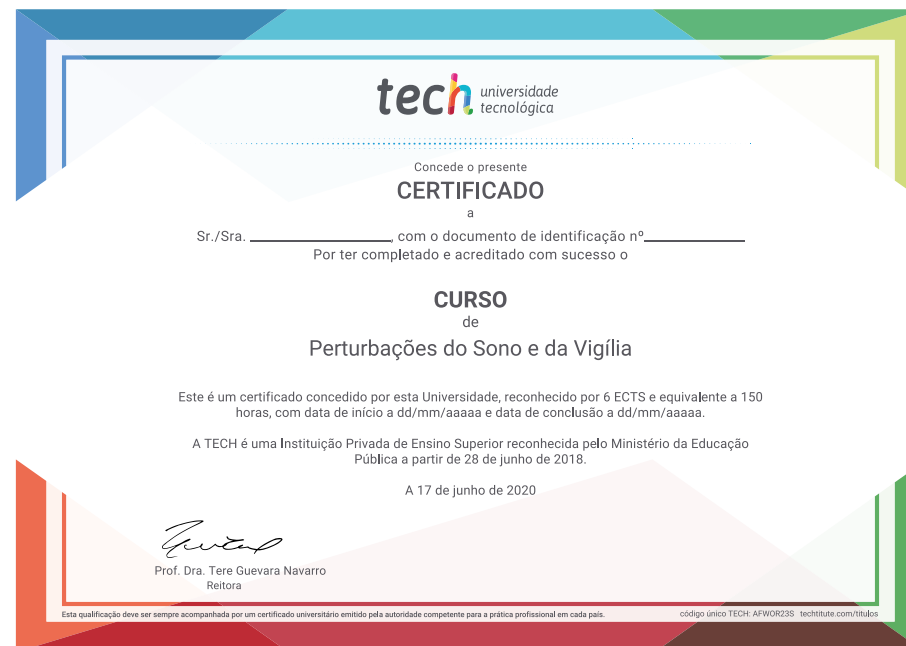 tech universidade
tecnológica
Concede o presente
CERTIFICADO
a
Sr./Sra. ____________________, com o documento de identificação nº______________
Por ter completado e acreditado com sucesso o
CURSO
de
Perturbações do Sono e da Vigília
Este é um certificado concedido por esta Universidade, reconhecido por 6 ECTS e equivalente a 150
horas, com data de início a dd/mm/aaaaa e data de conclusão a dd/mm/aaaaa.
A TECH é uma Instituição Privada de Ensino Superior reconhecida pelo Ministério da Educação
Pública a partir de 28 de junho de 2018.
A 17 de junho de 2020
Prof. Dra. Tere Guevara Navarro
Reitora
Esta qualificação deve ser sempre acompanhada por um certificado universitário emitido pela autoridade competente para a prática profissional em cada país.
código único TECH: AFWOR23S techtitute.com/titulos